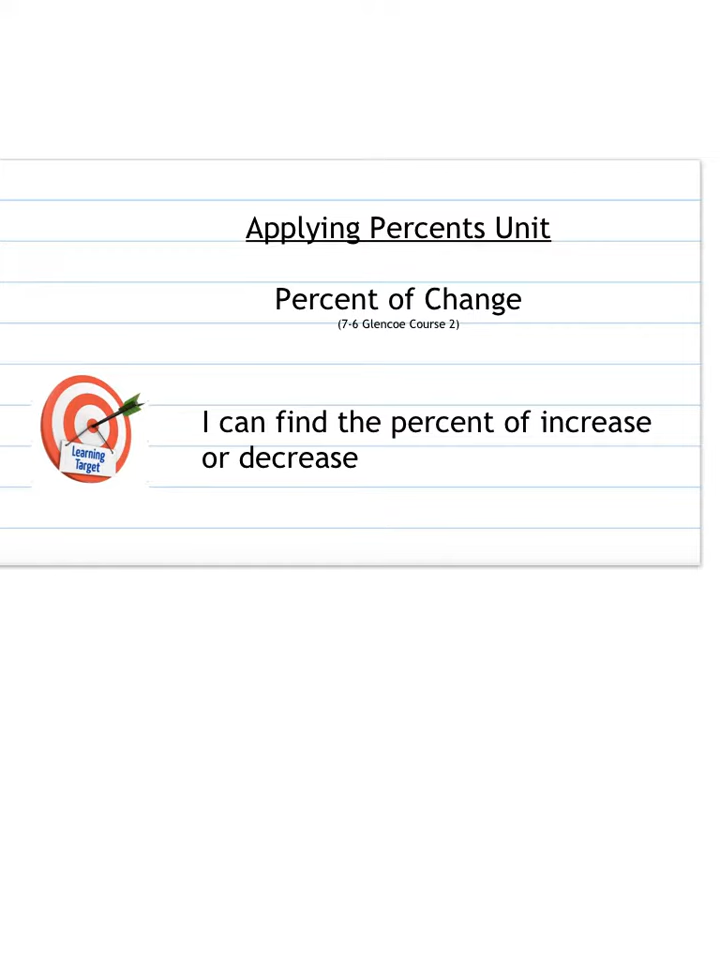 Applying Percents Unit
Percent of Change
(7-6 Glencoe Course 2)
I can find the percent of increase
or decrease
Learning
Target